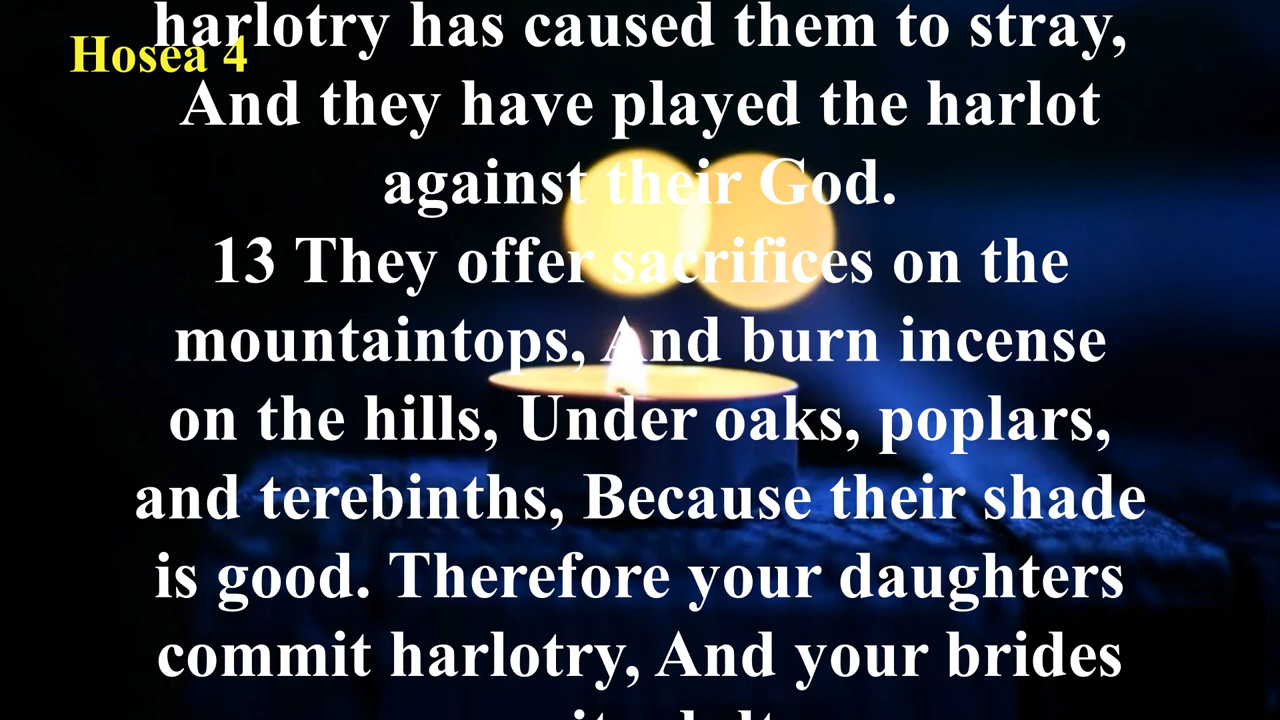 harlotry has caused them to stray,
Hosea 4
And they have played the harlot
against their God.
13 They offer sacrifices on the
mountaintops, And burn incense
on the hills, Under oaks, poplars,
and terebinths, Because their shade
is good. Therefore your daughters
commit harlotry, And your brides